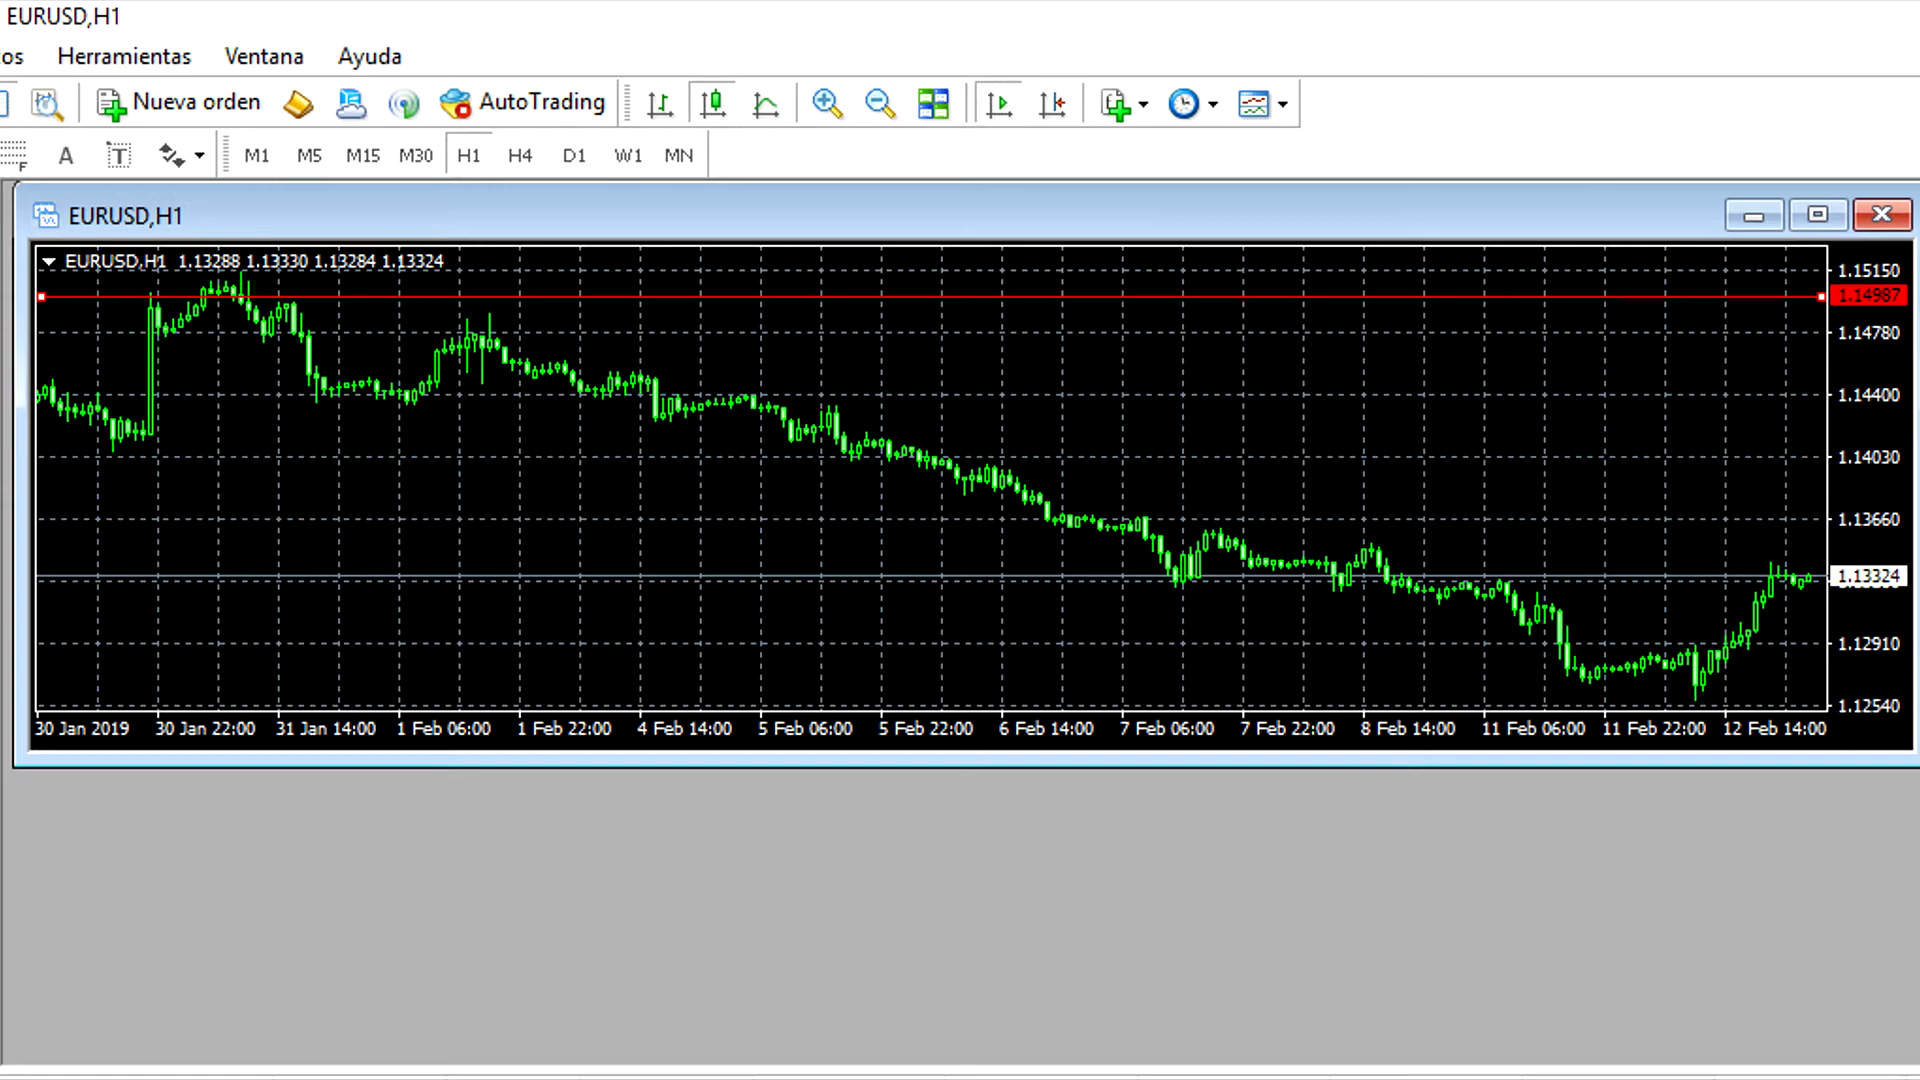 EURUSD,H1
os Herramientas Ventana Ayuda
Nueva orden AutoTrading
F A T M1 M5 M15 M30 H1 H4 D1 W1 MN
EURUSD,H1
EURUSD,H1 1.13288 1.13330 1.13284 1.13324
1.15150
1.14987
1.14780
1.14400
1.14030
1.13660
1.13324
1.12910
1.12540
30 Jan 2019 30 Jan 22:00 31 Jan 14:00 1 Feb 06:00 1 Feb 22:00 4 Feb 14:00 5 Feb 06:00 5 Feb 22:00 6 Feb 14:00 7 Feb 06:00 7 Feb 22:00 8 Feb 14:00 11 Feb 06:00 11 Feb 22:00 12 Feb 14:00